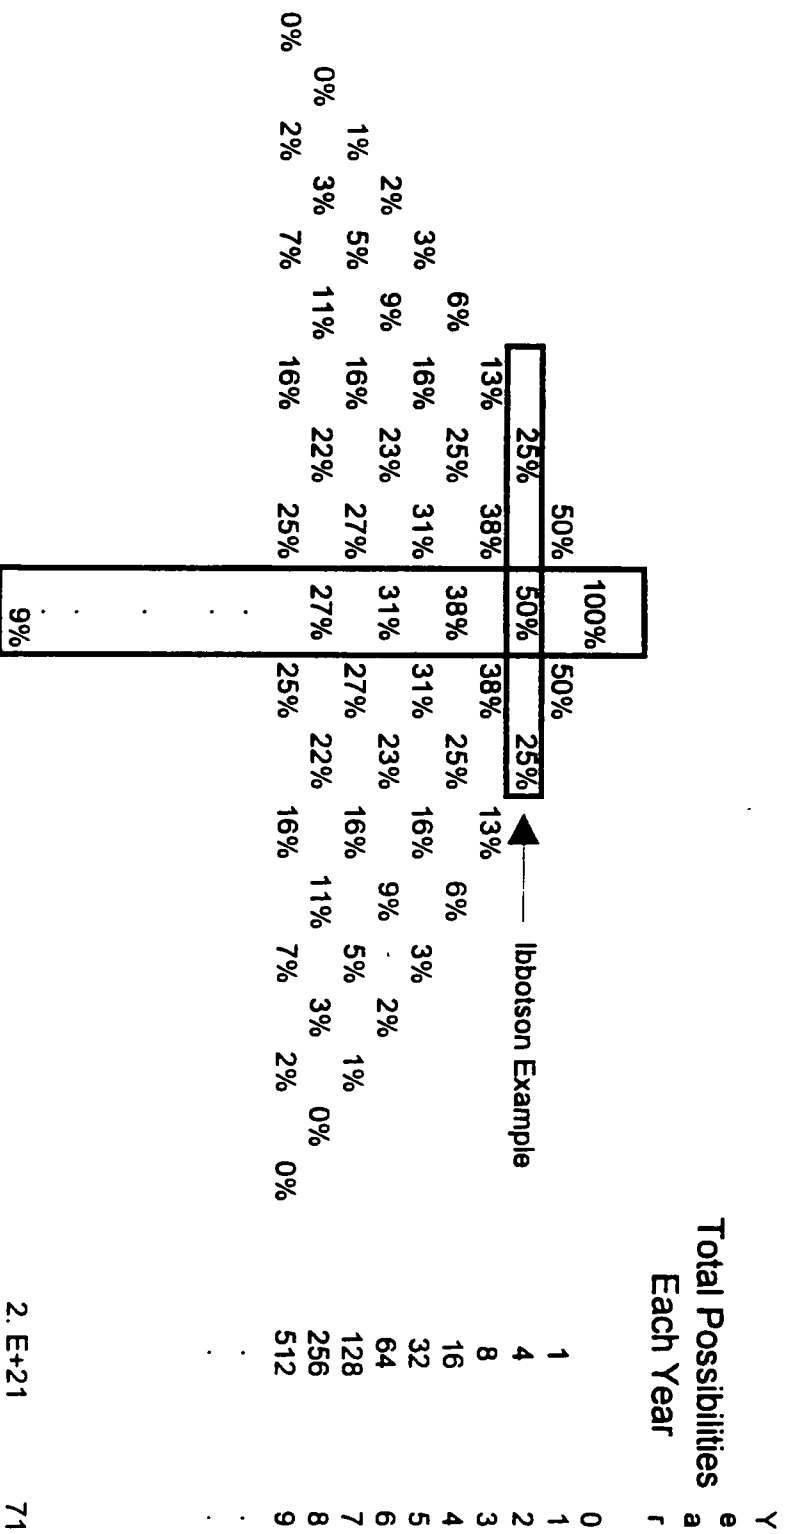 Y
e
Total Possibilities a
Each Year r
100% 0
50% 50% 1 1
25% 50% 25% Ibbotson Example 4 2
13% 38% 38% 13% 8 3
6% 25% 38% 25% 6% 16 4
3% 16% 31% 31% 16% 3% 32 5
2% 9% 23% 31% 23% 9% 2% 64 6
1% 5% 16% 27% 27% 16% 5% 1% 128 7
0% 3% 11% 22% 27% 22% 11% 3% 0% 256 8
0% 2% 7% 16% 25% 25% 16% 7% 2% 0% 512 9
. . .
. . .
.
.
.
9% 2. E+21 71